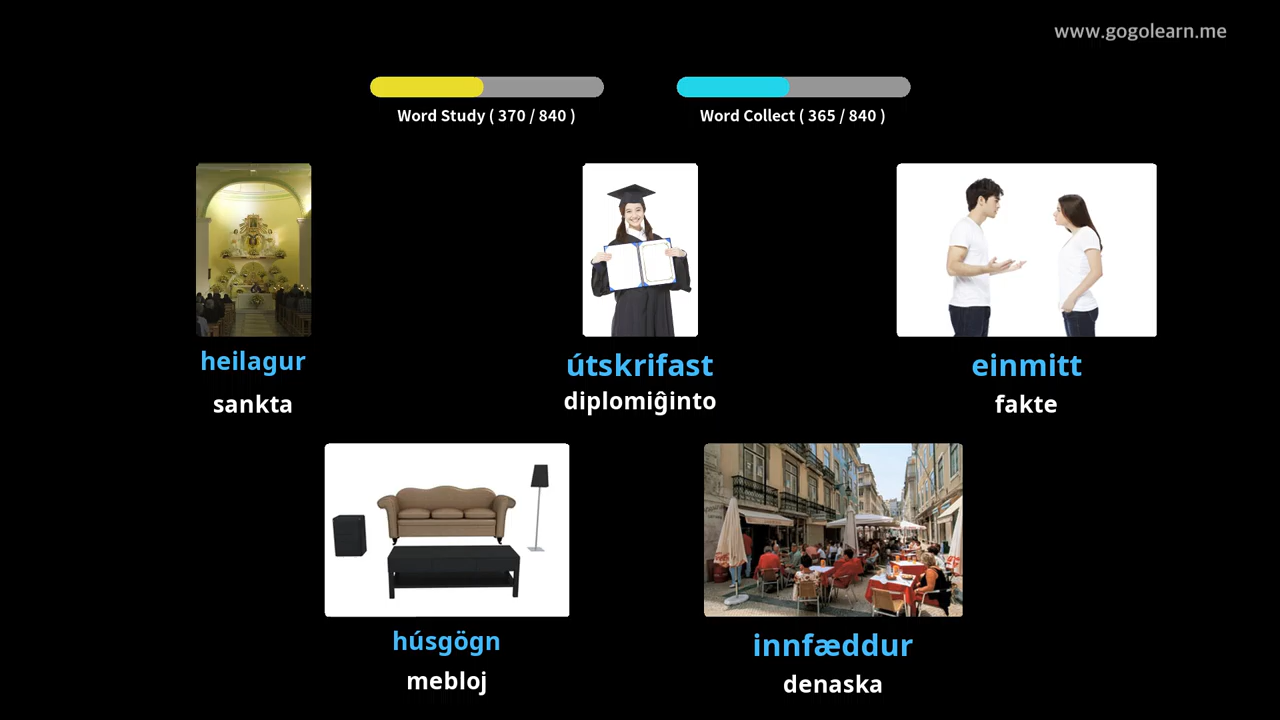 www.gogolearn.me
Word Study ( 370 / 840 )
Word Collect ( 365 / 840 )
heilagur
sankta
útskrifast
diplomiĝinto
einmitt
fakte
húsgögn
mebloj
innfæddur
denaska